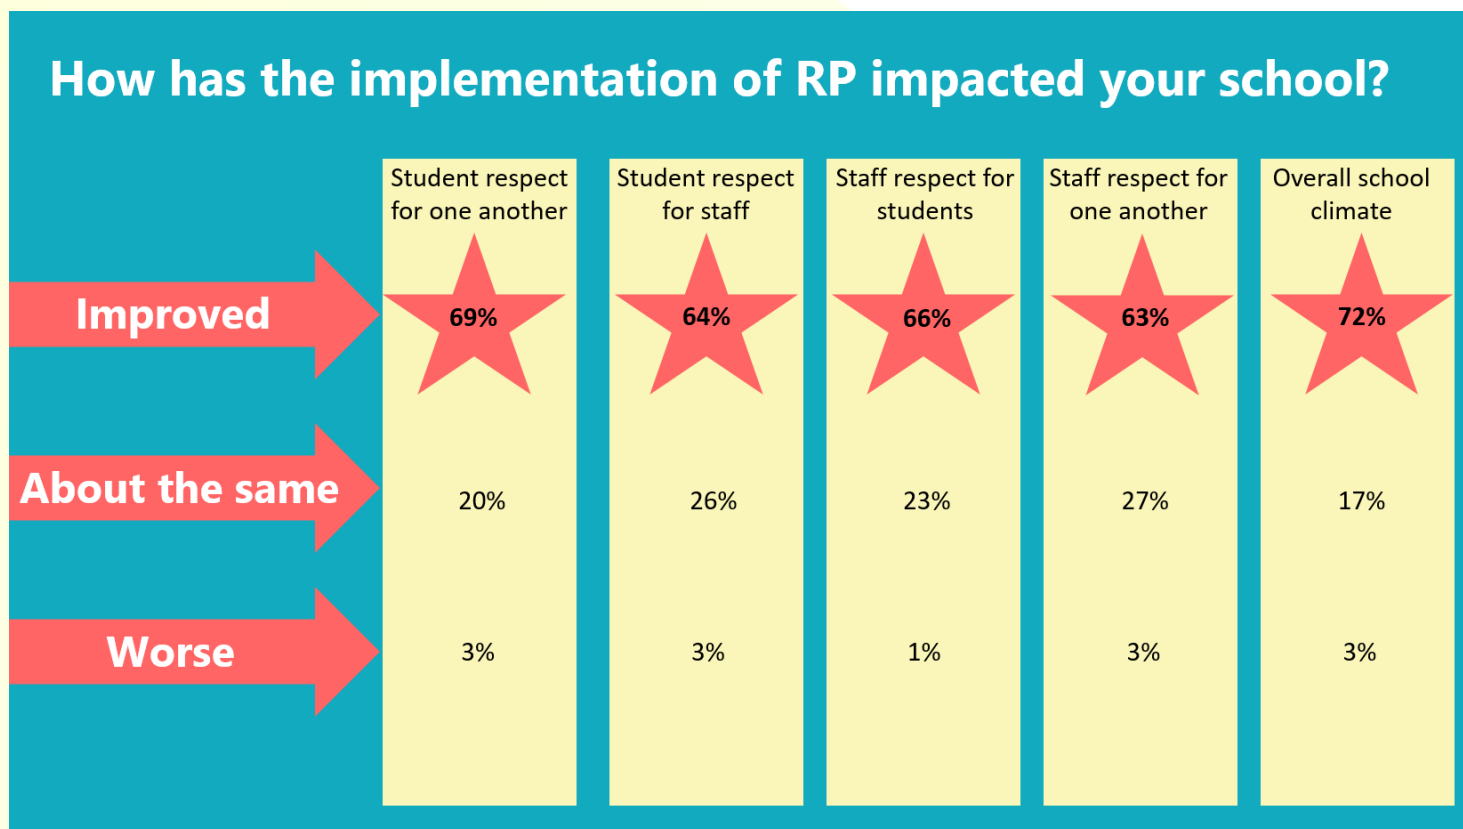 How has the implementation of RP impacted your school?
Student respect
for one another
Student respect
for staff
Staff respect for
students
Staff respect for
one another
Overall school
climate
Improved
69%
64%
66%
63%
72%
About the same
20%
26%
23%
27%
17%
Worse
3%
3%
1%
3%
3%